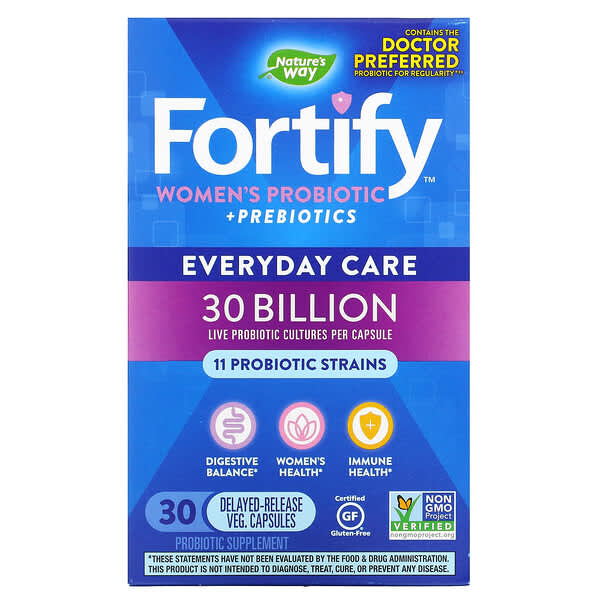 CONTAINS THE
DOCTOR
PREFERRED
PROBIOTIC FOR REGULARITY***
Nature's
way
Fortify™
WOMEN'S PROBIOTIC
+PREBIOTICS
EVERYDAY CARE
30 BILLION
LIVE PROBIOTIC CULTURES PER CAPSULE
11 PROBIOTIC STRAINS
DIGESTIVE
BALANCE*
WOMEN'S
HEALTH*
IMMUNE
HEALTH*
30 DELAYED-RELEASE
VEG. CAPSULES
PROBIOTIC SUPPLEMENT
Certified
GF
Gluten-Free
NON
GMO
Project
VERIFIED
nongmoproject.org
*THESE STATEMENTS HAVE NOT BEEN EVALUATED BY THE FOOD & DRUG ADMINISTRATION.
THIS PRODUCT IS NOT INTENDED TO DIAGNOSE, TREAT, CURE, OR PREVENT ANY DISEASE.